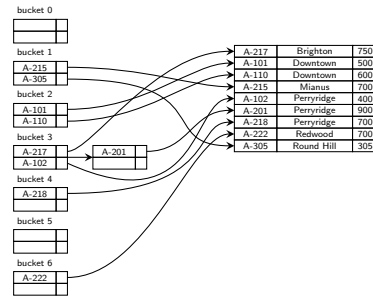 bucket 0
bucket 1
A-215
A-305
bucket 2
A-101
A-110
bucket 3
A-217
A-102
A-201
bucket 4
A-218
bucket 5
bucket 6
A-222
A-217 Brighton 750
A-101 Downtown 500
A-110 Downtown 600
A-215 Mianus 700
A-102 Perryridge 400
A-201 Perryridge 900
A-218 Perryridge 700
A-222 Redwood 700
A-305 Round Hill 305